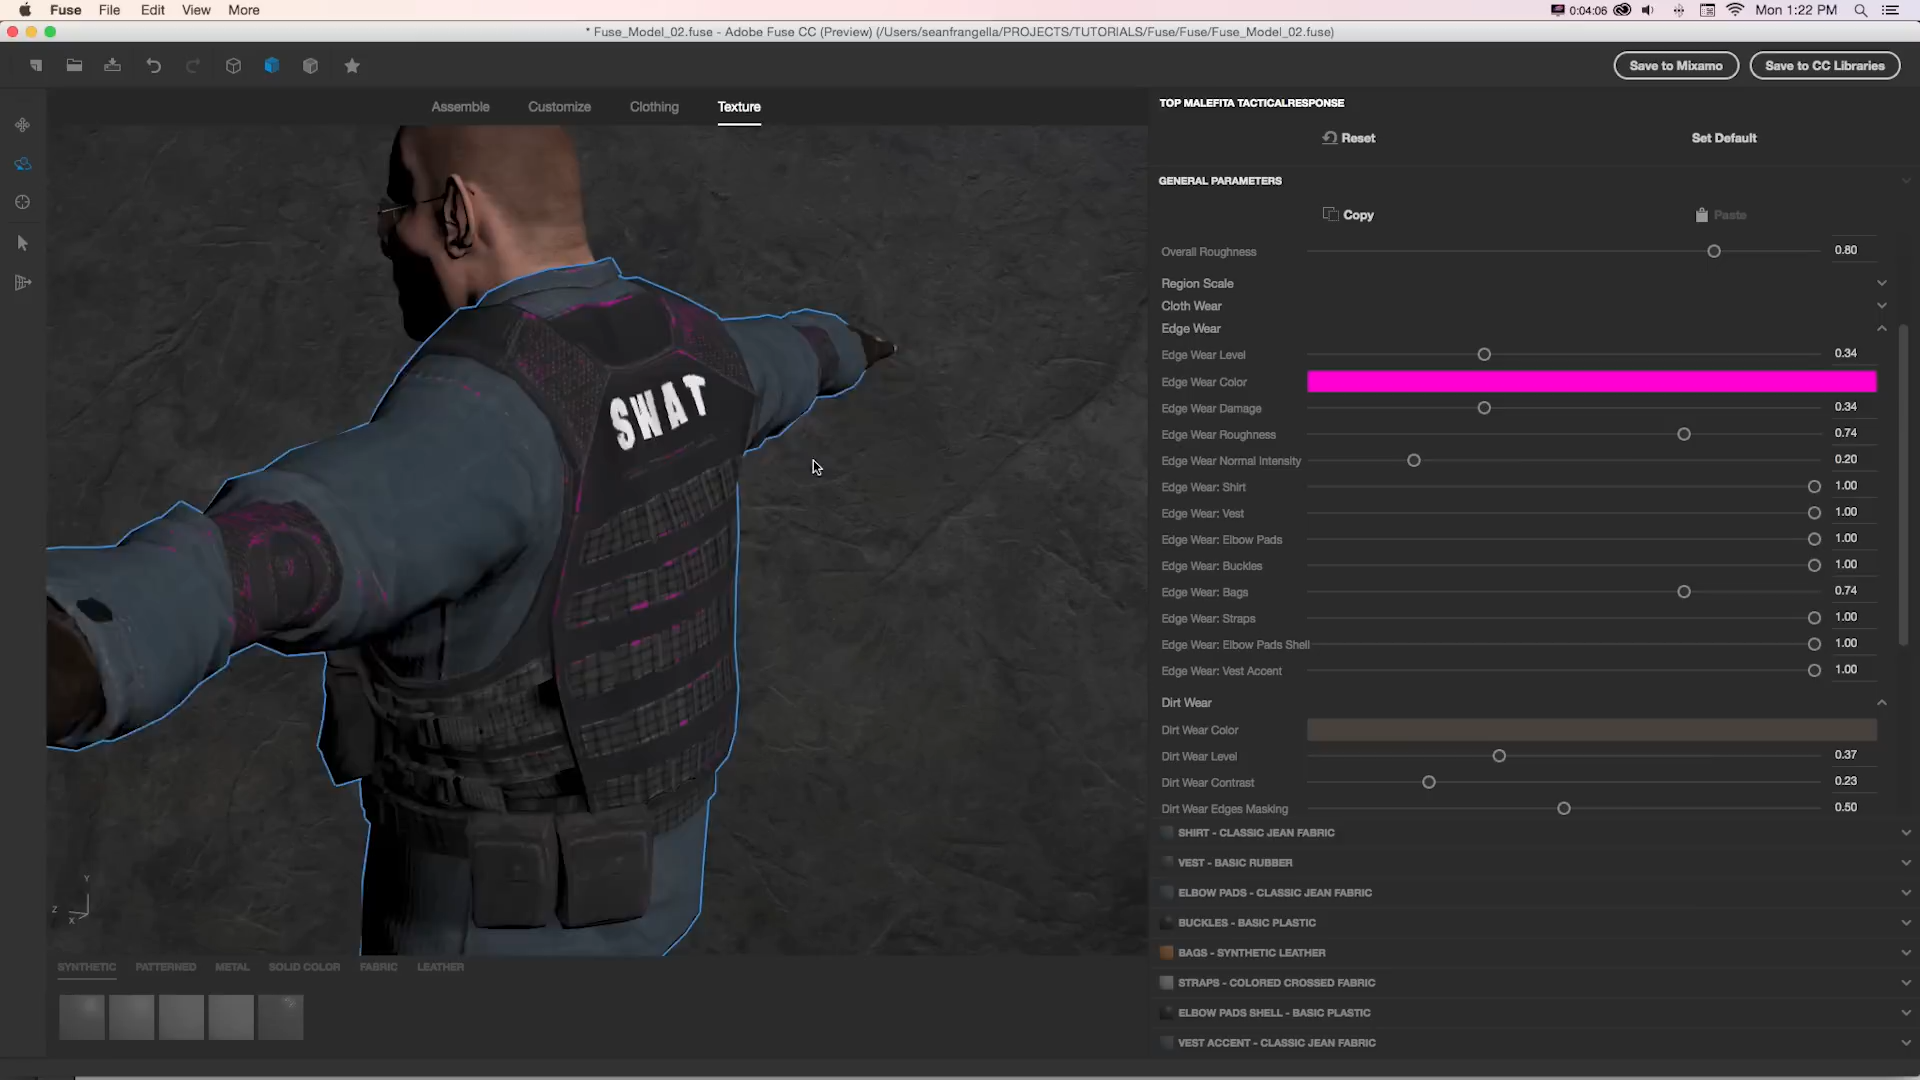 Fuse File Edit View More 0:04:06 Mon 1:22 PM
* Fuse_Model_02.fuse - Adobe Fuse CC (Preview) (/Users/seanfrangella/PROJECTS/TUTORIALS/Fuse/Fuse/Fuse_Model_02.fuse)
Save to Mixamo Save to CC Libraries
Assemble Customize Clothing Texture
TOP MALEFITA TACTICALRESPONSE
Reset Set Default
GENERAL PARAMETERS
Copy Paste
Overall Roughness 0.80
Region Scale
Cloth Wear
Edge Wear
Edge Wear Level 0.34
Edge Wear Color
Edge Wear Damage 0.34
Edge Wear Roughness 0.74
Edge Wear Normal Intensity 0.20
Edge Wear: Shirt 1.00
Edge Wear: Vest 1.00
Edge Wear: Elbow Pads 1.00
Edge Wear: Buckles 1.00
Edge Wear: Bags 0.74
Edge Wear: Straps 1.00
Edge Wear: Elbow Pads Shell 1.00
Edge Wear: Vest Accent 1.00
Dirt Wear
Dirt Wear Color
Dirt Wear Level 0.37
Dirt Wear Contrast 0.23
Dirt Wear Edges Masking 0.50
SHIRT - CLASSIC JEAN FABRIC
VEST - BASIC RUBBER
ELBOW PADS - CLASSIC JEAN FABRIC
BUCKLES - BASIC PLASTIC
BAGS - SYNTHETIC LEATHER
STRAPS - COLORED CROSSED FABRIC
ELBOW PADS SHELL - BASIC PLASTIC
VEST ACCENT - CLASSIC JEAN FABRIC
SWAT
Y
Z
X
SYNTHETIC PATTERNED METAL SOLID COLOR FABRIC LEATHER